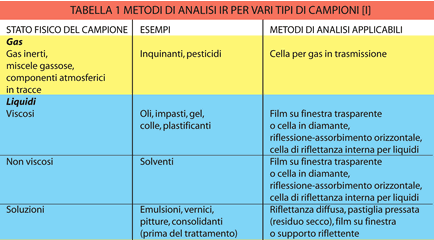 TABELLA 1 METODI DI ANALISI IR PER VARI TIPI DI CAMPIONI [I]
STATO FISICO DEL CAMPIONE ESEMPI METODI DI ANALISI APPLICABILI
Gas
Gas inerti, Inquinanti, pesticidi Cella per gas in trasmissione
miscele gassose,
componenti atmosferici
in tracce
Liquidi
Viscosi Oli, impasti, gel, Film su finestra trasparente
colle, plastificanti o cella in diamante,
riflessione-assorbimento orizzontale,
cella di riflettanza interna per liquidi
Non viscosi Solventi Film su finestra trasparente
o cella in diamante,
riflessione-assorbimento orizzontale,
cella di riflettanza interna per liquidi
Soluzioni Emulsioni, vernici, Riflettanza diffusa, pastiglia pressata
pitture, consolidanti (residuo secco), film su finestra
(prima del trattamento) o supporto riflettente